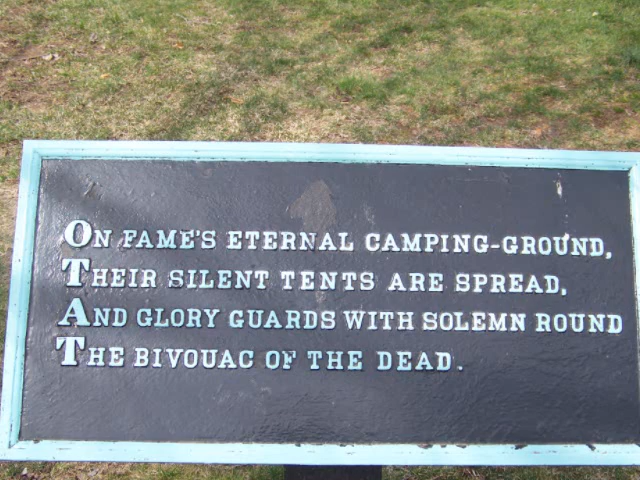 ON FAME'S ETERNAL CAMPING-GROUND,
THEIR SILENT TENTS ARE SPREAD,
AND GLORY GUARDS WITH SOLEMN ROUND
THE BIVOUAC OF THE DEAD.